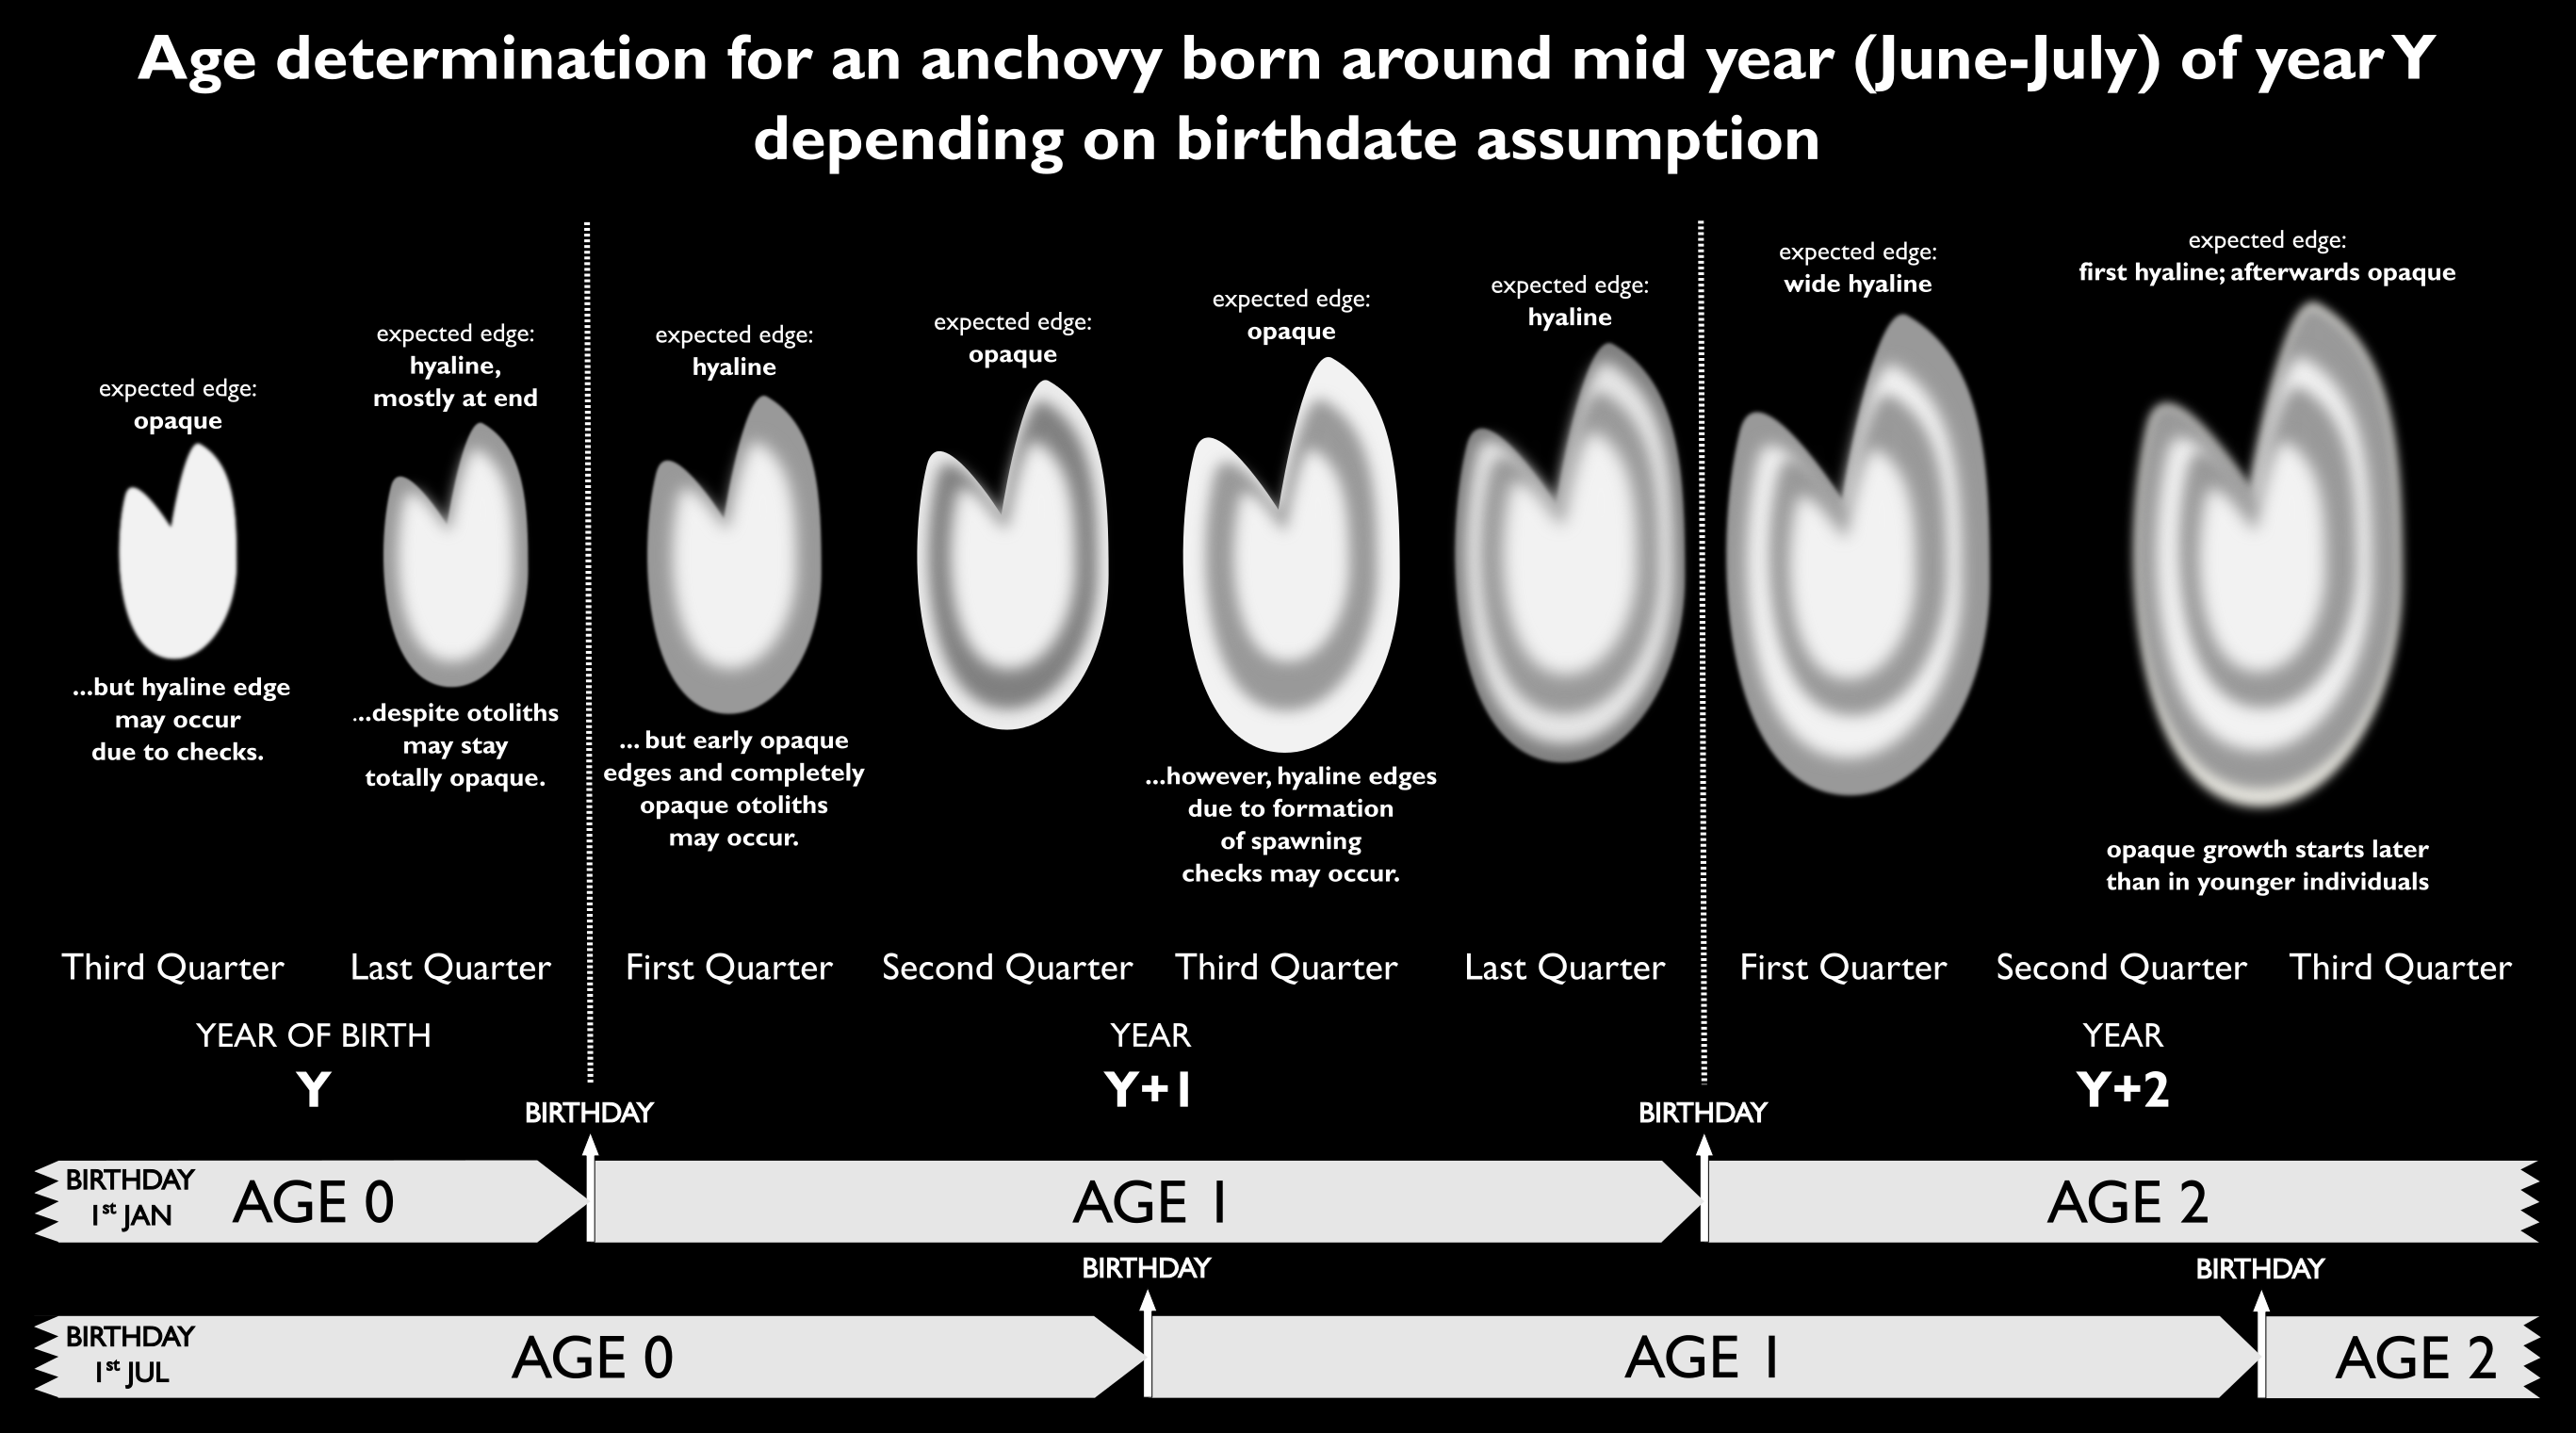 Age determination for an anchovy born around mid year (June-July) of year Y
depending on birthdate assumption
expected edge:
opaque
...but hyaline edge
may occur
due to checks.
expected edge:
hyaline,
mostly at end
...despite otoliths
may stay
totally opaque.
expected edge:
hyaline
... but early opaque
edges and completely
opaque otoliths
may occur.
expected edge:
opaque
expected edge:
opaque
...however, hyaline edges
due to formation
of spawning
checks may occur.
expected edge:
hyaline
expected edge:
wide hyaline
expected edge:
first hyaline; afterwards opaque
opaque growth starts later
than in younger individuals
Third Quarter Last Quarter First Quarter Second Quarter Third Quarter Last Quarter First Quarter Second Quarter Third Quarter
YEAR OF BIRTH
Y
YEAR
Y+1
YEAR
Y+2
BIRTHDAY
BIRTHDAY
BIRTHDAY
1st JAN
AGE 0
AGE 1
AGE 2
BIRTHDAY
BIRTHDAY
BIRTHDAY
1st JUL
AGE 0
AGE 1
AGE 2